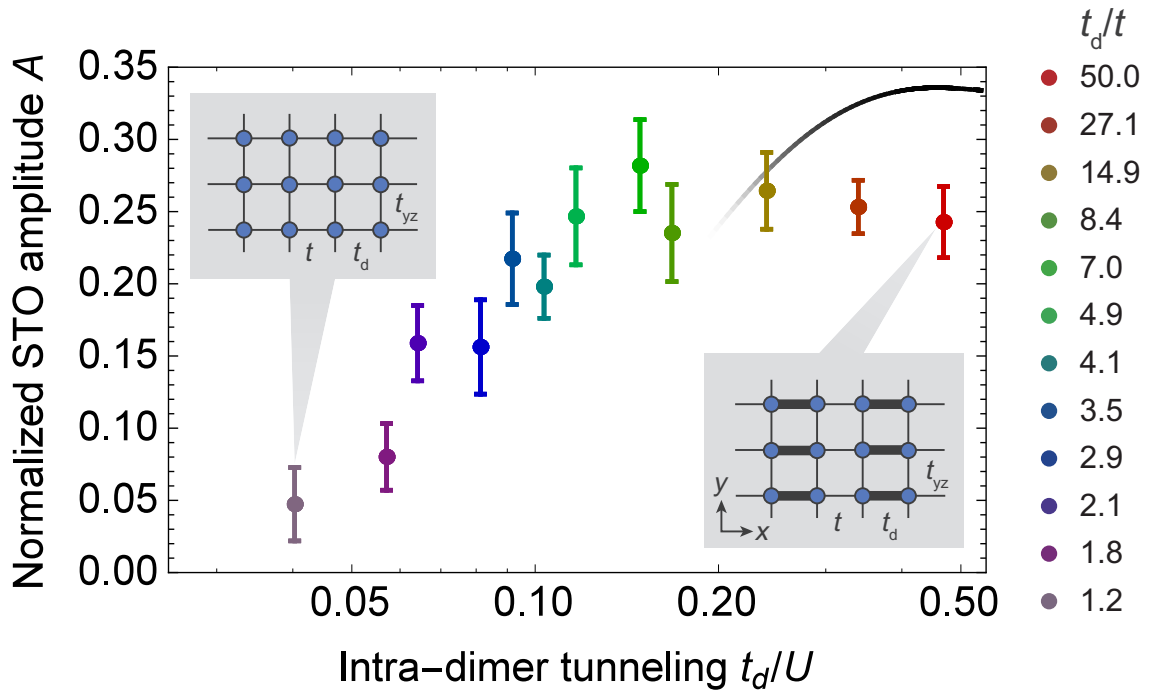 Normalized STO amplitude A
0.35
0.30
0.25
0.20
0.15
0.10
0.05
0.00
t_yz
t
t_d
t_yz
y
x
t
t_d
0.05
0.10
0.20
0.50
Intra−dimer tunneling t_d/U
t_d/t
50.0
27.1
14.9
8.4
7.0
4.9
4.1
3.5
2.9
2.1
1.8
1.2